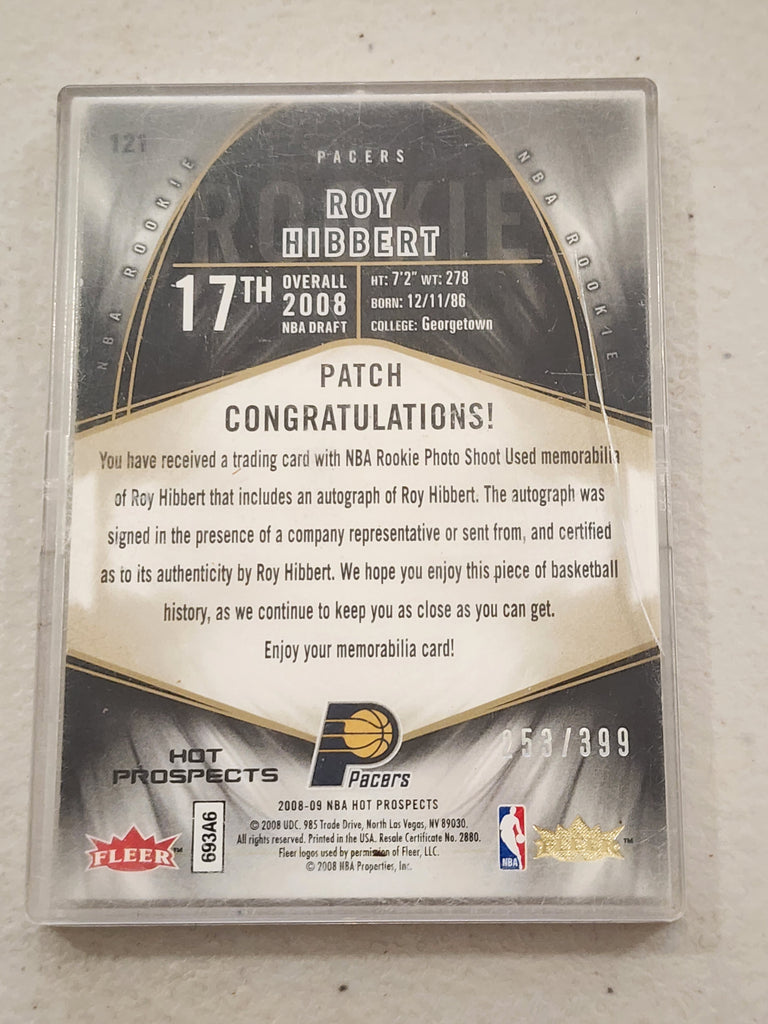 121
PACERS
NBA ROOKIE
NBA ROOKIE
ROOKIE
ROY
HIBBERT
17TH
OVERALL
2008
NBA DRAFT
HT: 7'2" WT: 278
BORN: 12/11/86
COLLEGE: Georgetown
PATCH
CONGRATULATIONS!
You have received a trading card with NBA Rookie Photo Shoot Used memorabilia
of Roy Hibbert that includes an autograph of Roy Hibbert. The autograph was
signed in the presence of a company representative or sent from, and certified
as to its authenticity by Roy Hibbert. We hope you enjoy this piece of basketball
history, as we continue to keep you as close as you can get.
Enjoy your memorabilia card!
253/399
HOT
PROSPECTS
Pacers
2008-09 NBA HOT PROSPECTS
© 2008 UDC. 985 Trade Drive, North Las Vegas, NV 89030.
All rights reserved. Printed in the USA. Resale Certificate No. 2880.
Fleer logos used by permission of Fleer, LLC.
© 2008 NBA Properties, Inc.
FLEER™
693A6
NBA
FLEER™